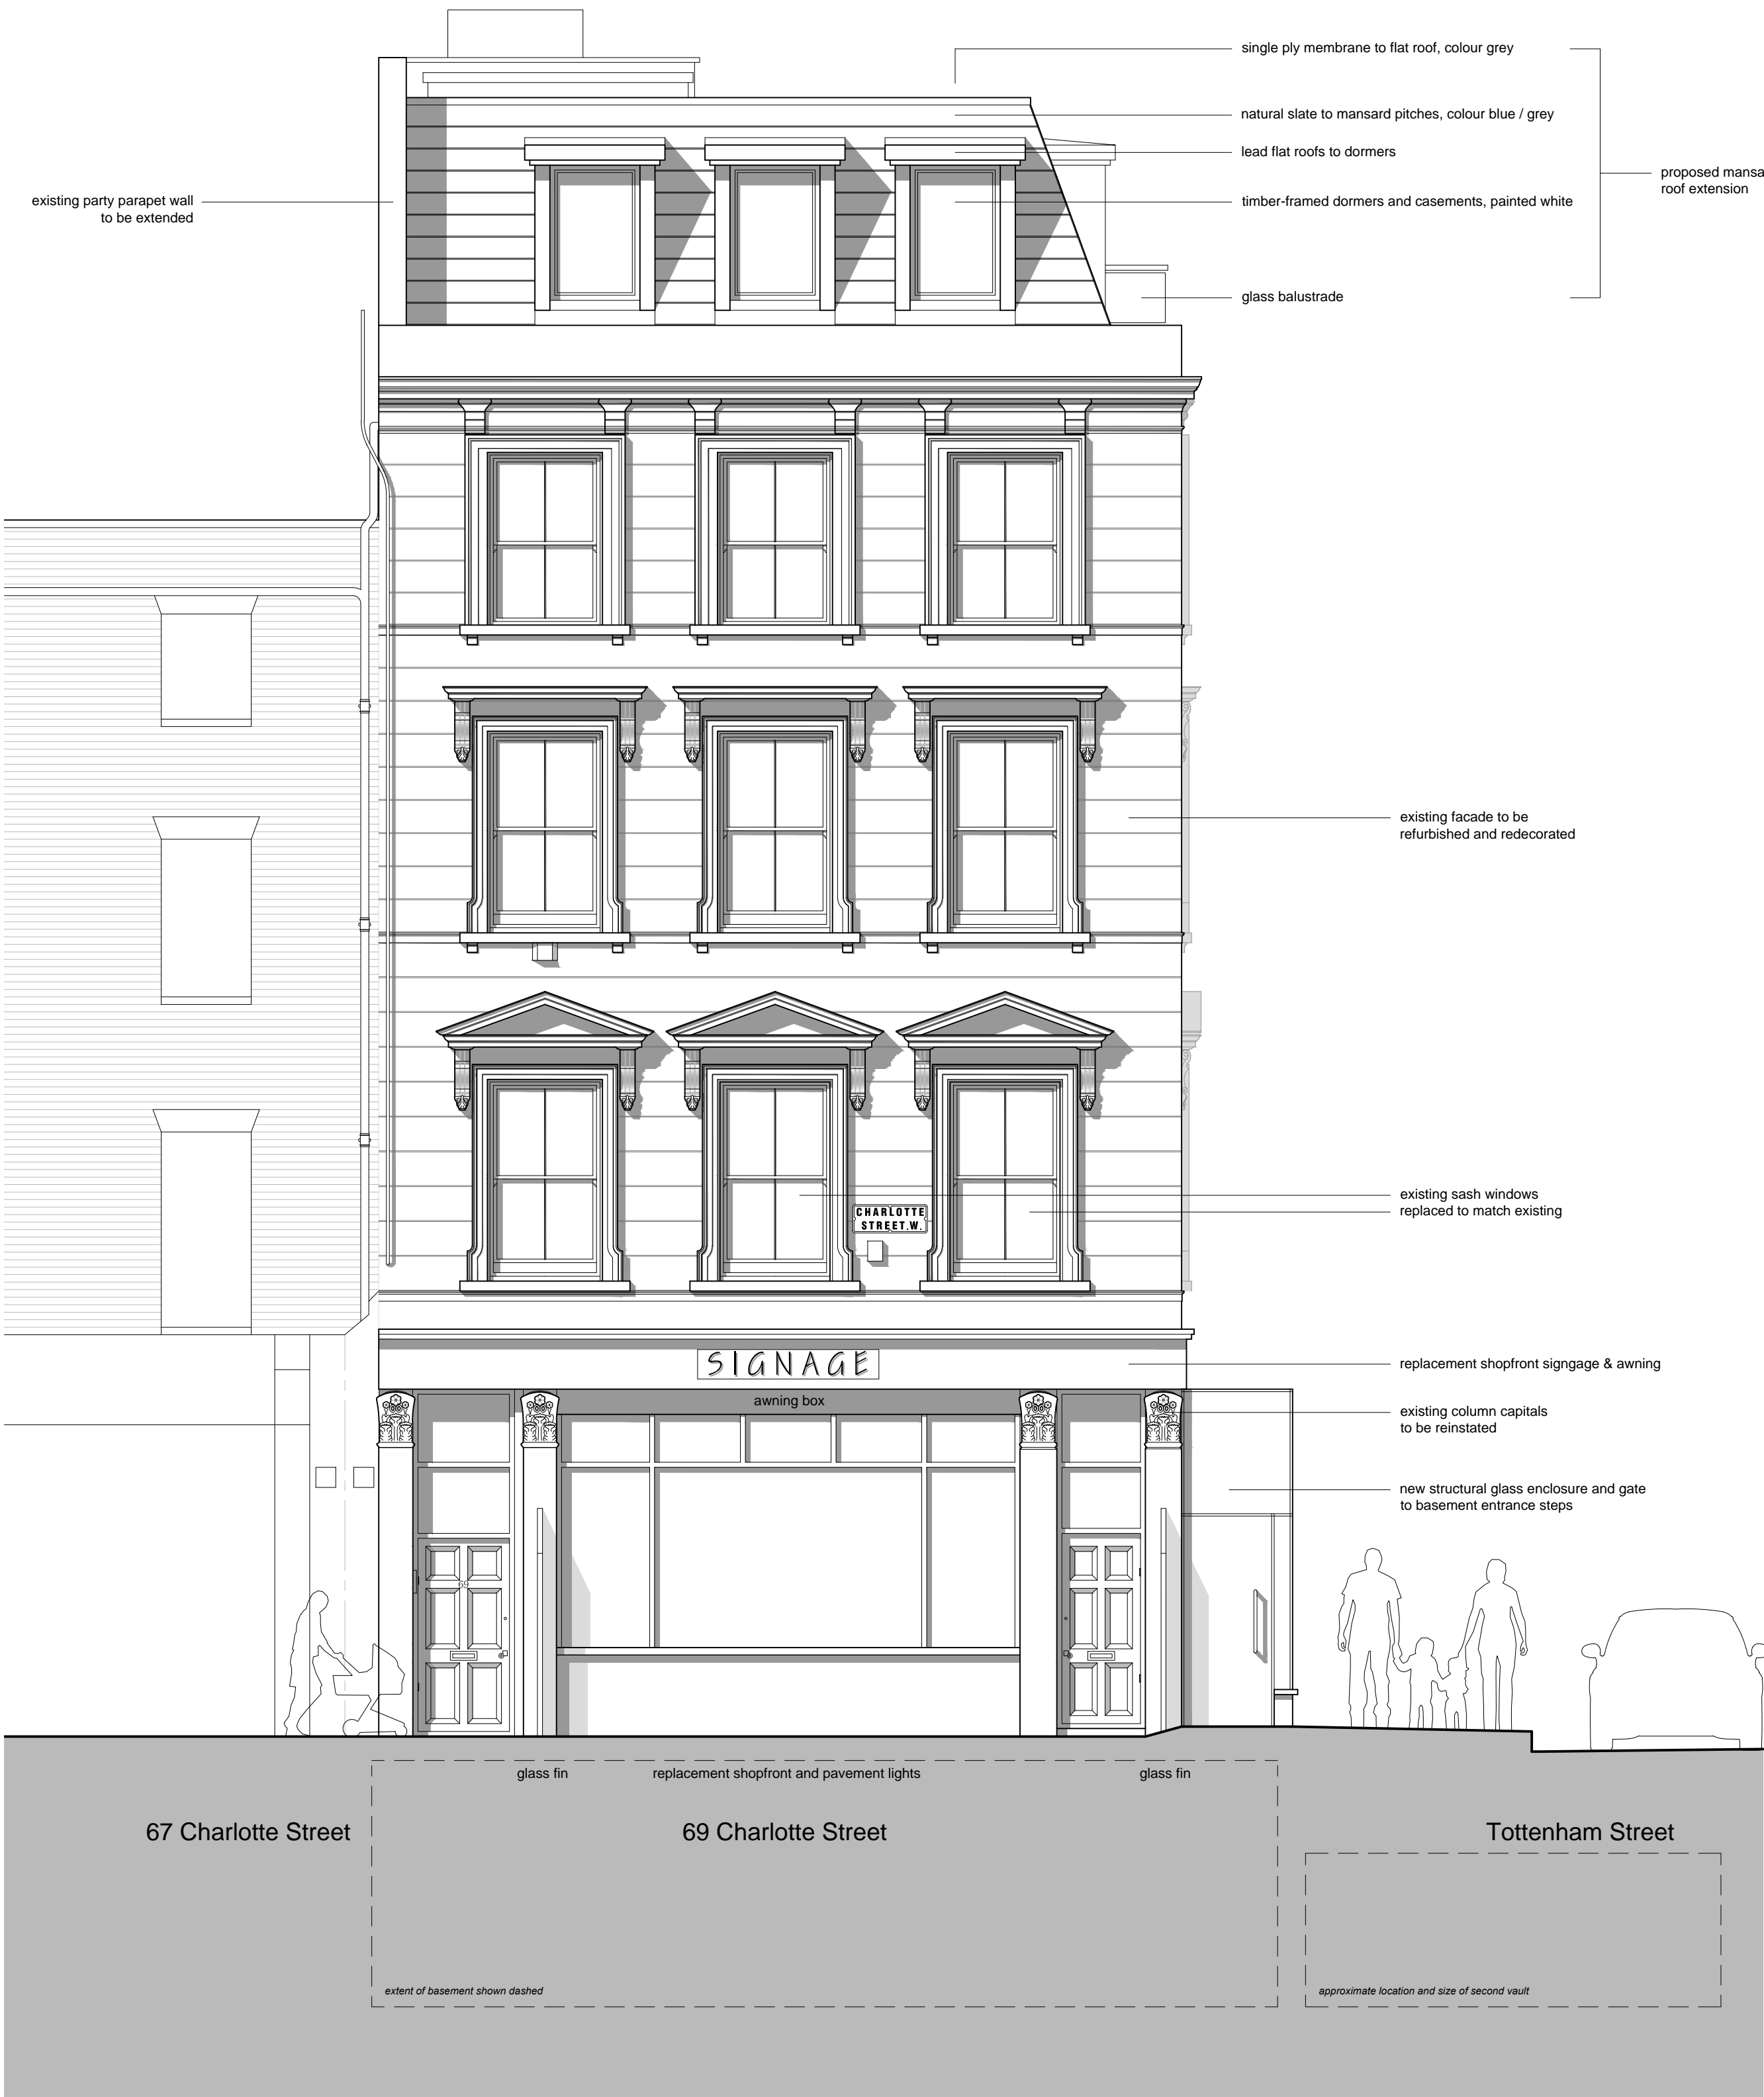 single ply membrane to flat roof, colour grey
natural slate to mansard pitches, colour blue / grey
lead flat roofs to dormers
proposed mansa
roof extension
existing party parapet wall
to be extended
timber-framed dormers and casements, painted white
glass balustrade
existing facade to be
refurbished and redecorated
existing sash windows
replaced to match existing
CHARLOTTE
STREET.W.
SIGNAGE
replacement shopfront signgage & awning
awning box
existing column capitals
to be reinstated
new structural glass enclosure and gate
to basement entrance steps
69
glass fin
replacement shopfront and pavement lights
glass fin
67 Charlotte Street
69 Charlotte Street
Tottenham Street
extent of basement shown dashed
approximate location and size of second vault